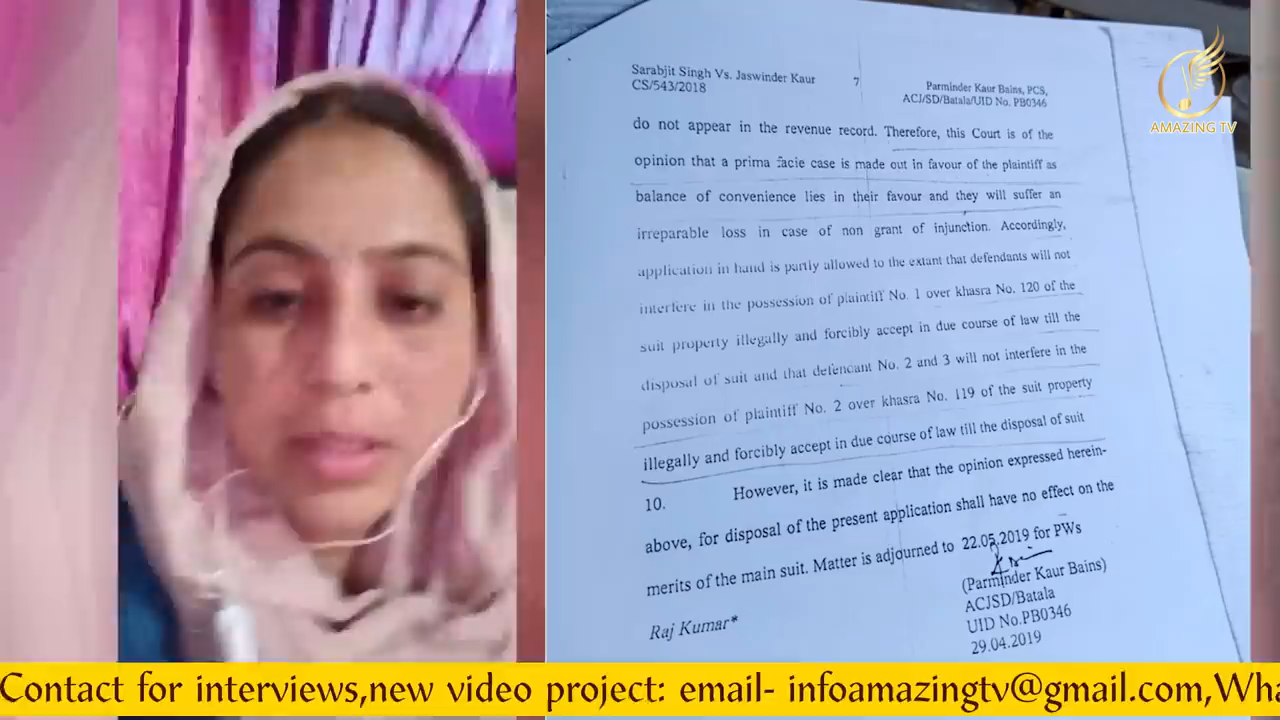 Sarabjit Singh Vs. Jaswinder Kaur
CS/543/2018
7
Parminder Kaur Bains, PCS,
ACJ/SD/Batala/UID No. PB0346
AMAZING TV
do not appear in the revenue record. Therefore, this Court is of the
opinion that a prima facie case is made out in favour of the plaintiff as
balance of convenience lies in their favour and they will suffer an
irreparable loss in case of non grant of injunction. Accordingly,
application in hand is partly allowed to the extant that defendants will not
interfere in the possession of plaintiff No. 1 over khasra No. 120 of the
suit property illegally and forcibly accept in due course of law till the
disposal of suit and that defencant No. 2 and 3 will not interfere in the
possession of plaintiff No. 2 over khasra No. 119 of the suit property
illegally and forcibly accept in due course of law till the disposal of suit
10. However, it is made clear that the opinion expressed herein-
above, for disposal of the present application shall have no effect on the
merits of the main suit. Matter is adjourned to 22.05.2019 for PWs
(Parminder Kaur Bains)
ACJSD/Batala
UID No.PB0346
29.04.2019
Raj Kumar*
Contact for interviews,new video project: email- infoamazingtv@gmail.com,Wha